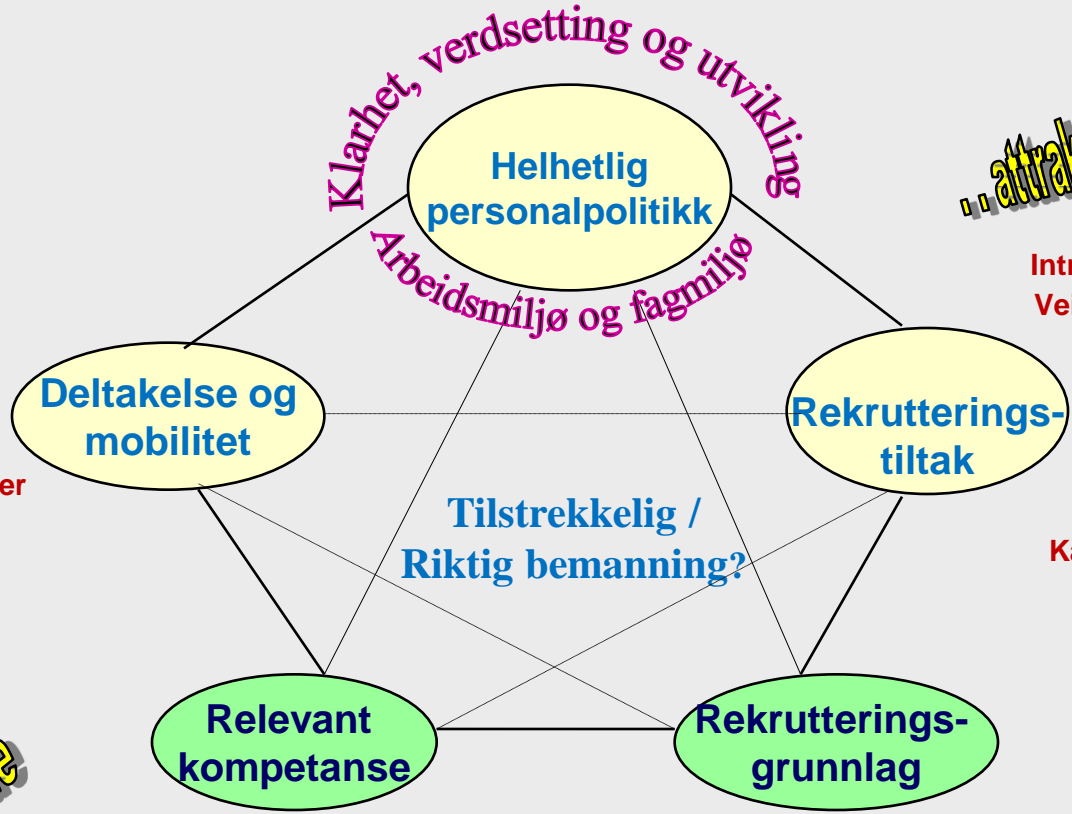 Klarhet, verdsetting og utvikling
Helhetlig
personalpolitikk
Arbeidsmiljø og fagmiljø
Deltakelse og
mobilitet
Rekrutterings-
tiltak
Tilstrekkelig /
Riktig bemanning?
Relevant
kompetanse
Rekrutterings-
grunnlag